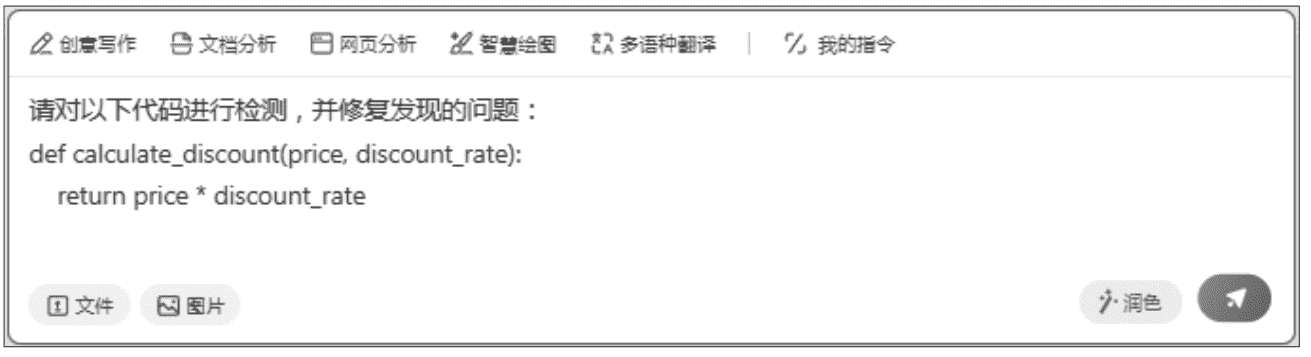 创意写作 文档分析 网页分析 智慧绘图 多语种翻译 我的指令
请对以下代码进行检测，并修复发现的问题：
def calculate_discount(price, discount_rate):
    return price * discount_rate
文件 图片 润色